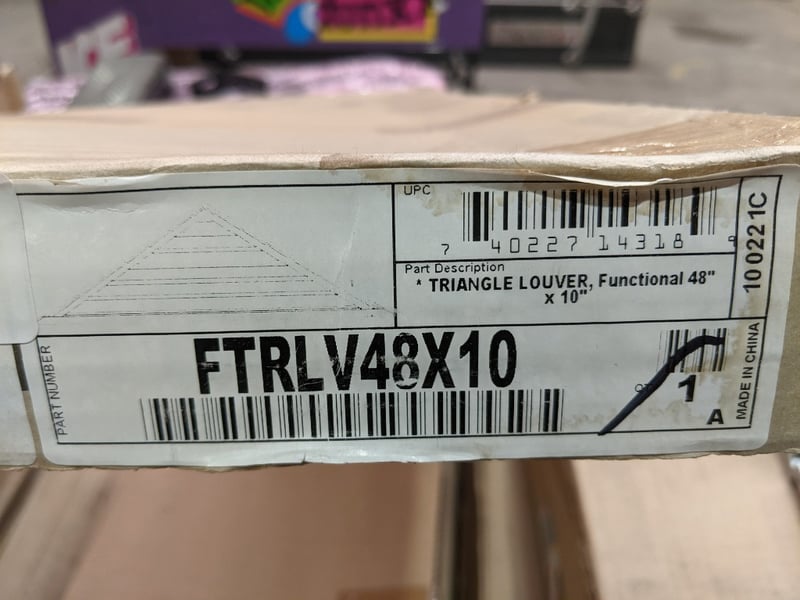 UPC
7 40227 14318 9
Part Description
* TRIANGLE LOUVER, Functional 48"
x 10"
100221C
PART NUMBER
FTRLV48X10
1
A
MADE IN CHINA